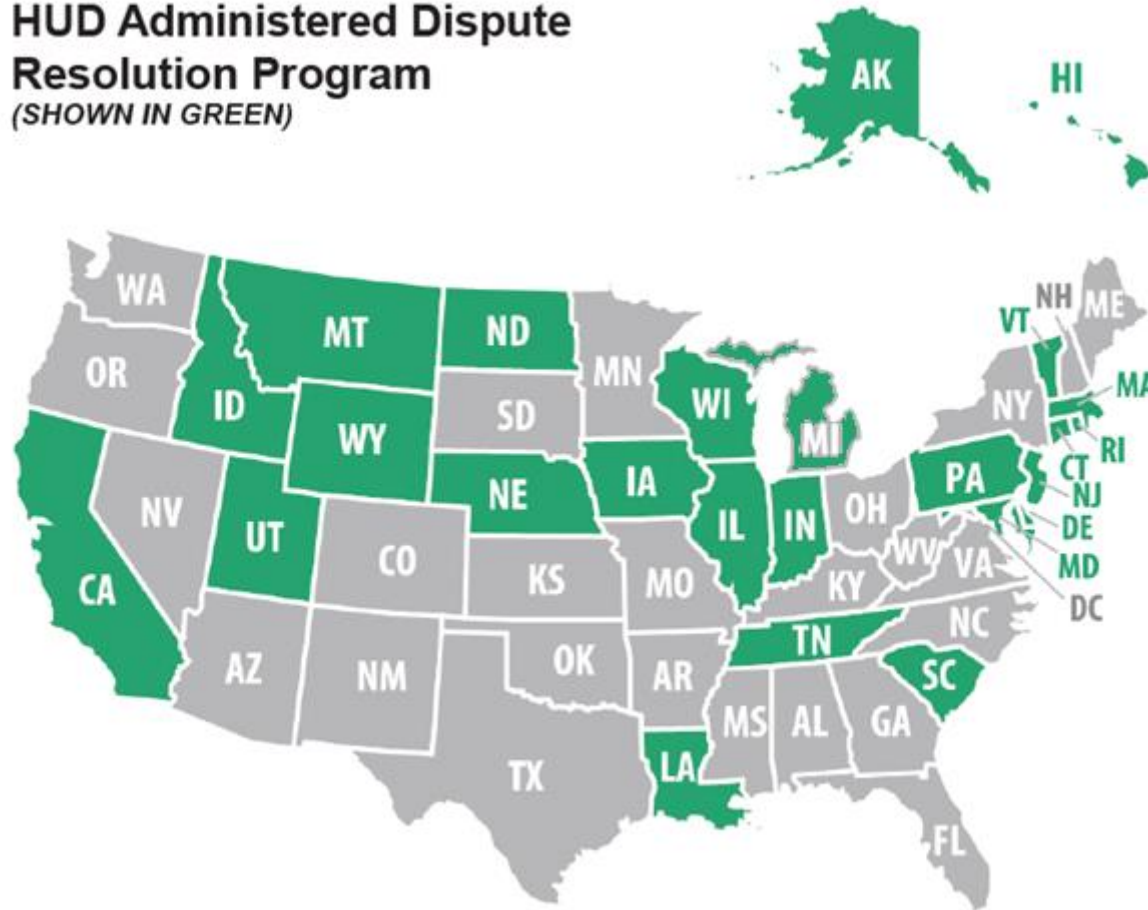 HUD Administered Dispute
Resolution Program
(SHOWN IN GREEN)
AK
HI
WA
MT
ND
MN
NH
ME
VT
OR
ID
SD
WI
MI
NY
MA
WY
RI
CT
NV
UT
NE
IA
PA
NJ
CA
CO
KS
MO
IL
IN
OH
WV
VA
DE
MD
DC
KY
AZ
NM
OK
AR
TN
NC
SC
TX
LA
MS
AL
GA
FL